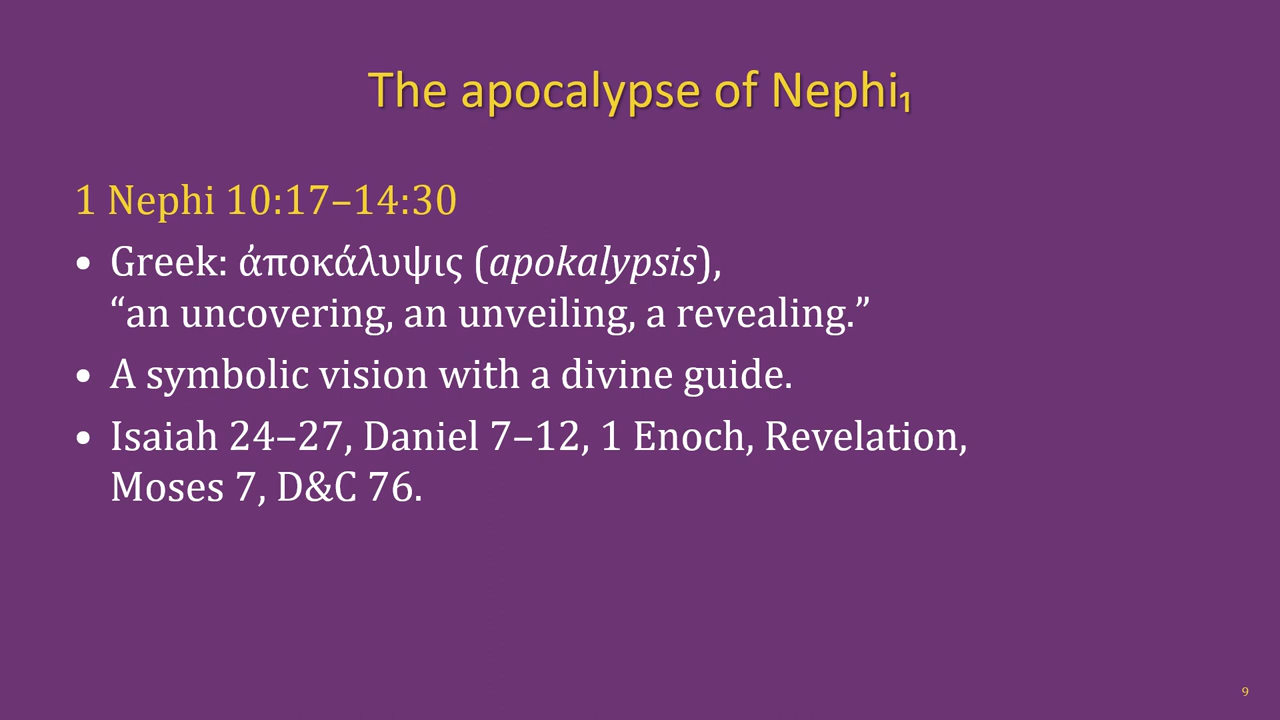 The apocalypse of Nephi₁
1 Nephi 10:17–14:30
• Greek: ἀποκάλυψις (apokalypsis),
“an uncovering, an unveiling, a revealing.”
• A symbolic vision with a divine guide.
• Isaiah 24–27, Daniel 7–12, 1 Enoch, Revelation,
Moses 7, D&C 76.
9